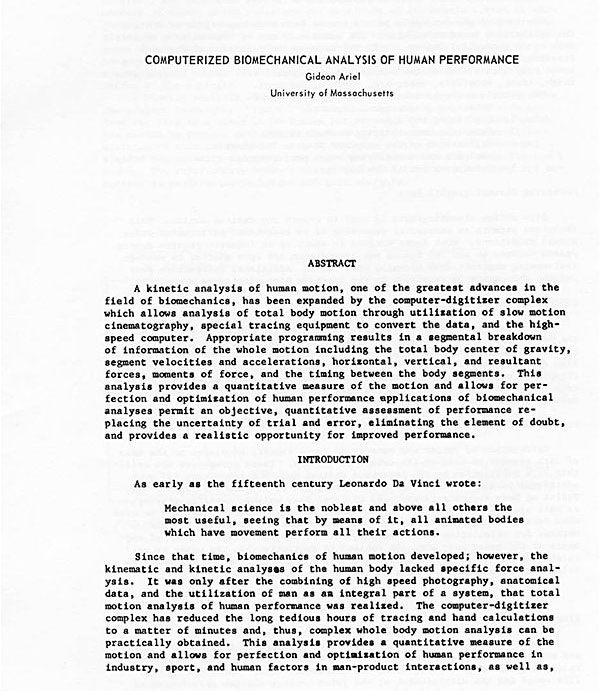 COMPUTERIZED BIOMECHANICAL ANALYSIS OF HUMAN PERFORMANCE
Gideon Ariel
University of Massachusetts
ABSTRACT
A kinetic analysis of human motion, one of the greatest advances in the
field of biomechanics, has been expanded by the computer-digitizer complex
which allows analysis of total body motion through utilization of slow motion
cinematography, special tracing equipment to convert the data, and the high-
speed computer. Appropriate programming results in a segmental breakdown
of information of the whole motion including the total body center of gravity,
segment velocities and accelerations, horizontal, vertical, and resultant
forces, moments of force, and the timing between the body segments. This
analysis provides a quantitative measure of the motion and allows for per-
fection and optimization of human performance applications of biomechanical
analyses permit an objective, quantitative assessment of performance re-
placing the uncertainty of trial and error, eliminating the element of doubt,
and provides a realistic opportunity for improved performance.
INTRODUCTION
As early as the fifteenth century Leonardo Da Vinci wrote:
Mechanical science is the noblest and above all others the
most useful, seeing that by means of it, all animated bodies
which have movement perform all their actions.
Since that time, biomechanics of human motion developed; however, the
kinematic and kinetic analyses of the human body lacked specific force anal-
ysis. It was only after the combining of high speed photography, anatomical
data, and the utilization of man as an integral part of a system, that total
motion analysis of human performance was realized. The computer-digitizer
complex has reduced the long tedious hours of tracing and hand calculations
to a matter of minutes and, thus, complex whole body motion analysis can be
practically obtained. This analysis provides a quantitative measure of the
motion and allows for perfection and optimization of human performance in
industry, sport, and human factors in man-product interactions, as well as,